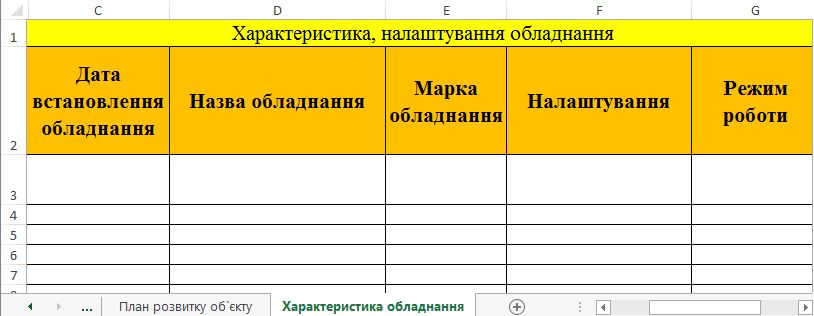 C D E F G
1 Характеристика, налаштування обладнання
2 Дата встановлення обладнання Назва обладнання Марка обладнання Налаштування Режим роботи
3
4
5
6
7
... План розвитку об`єкту Характеристика обладнання